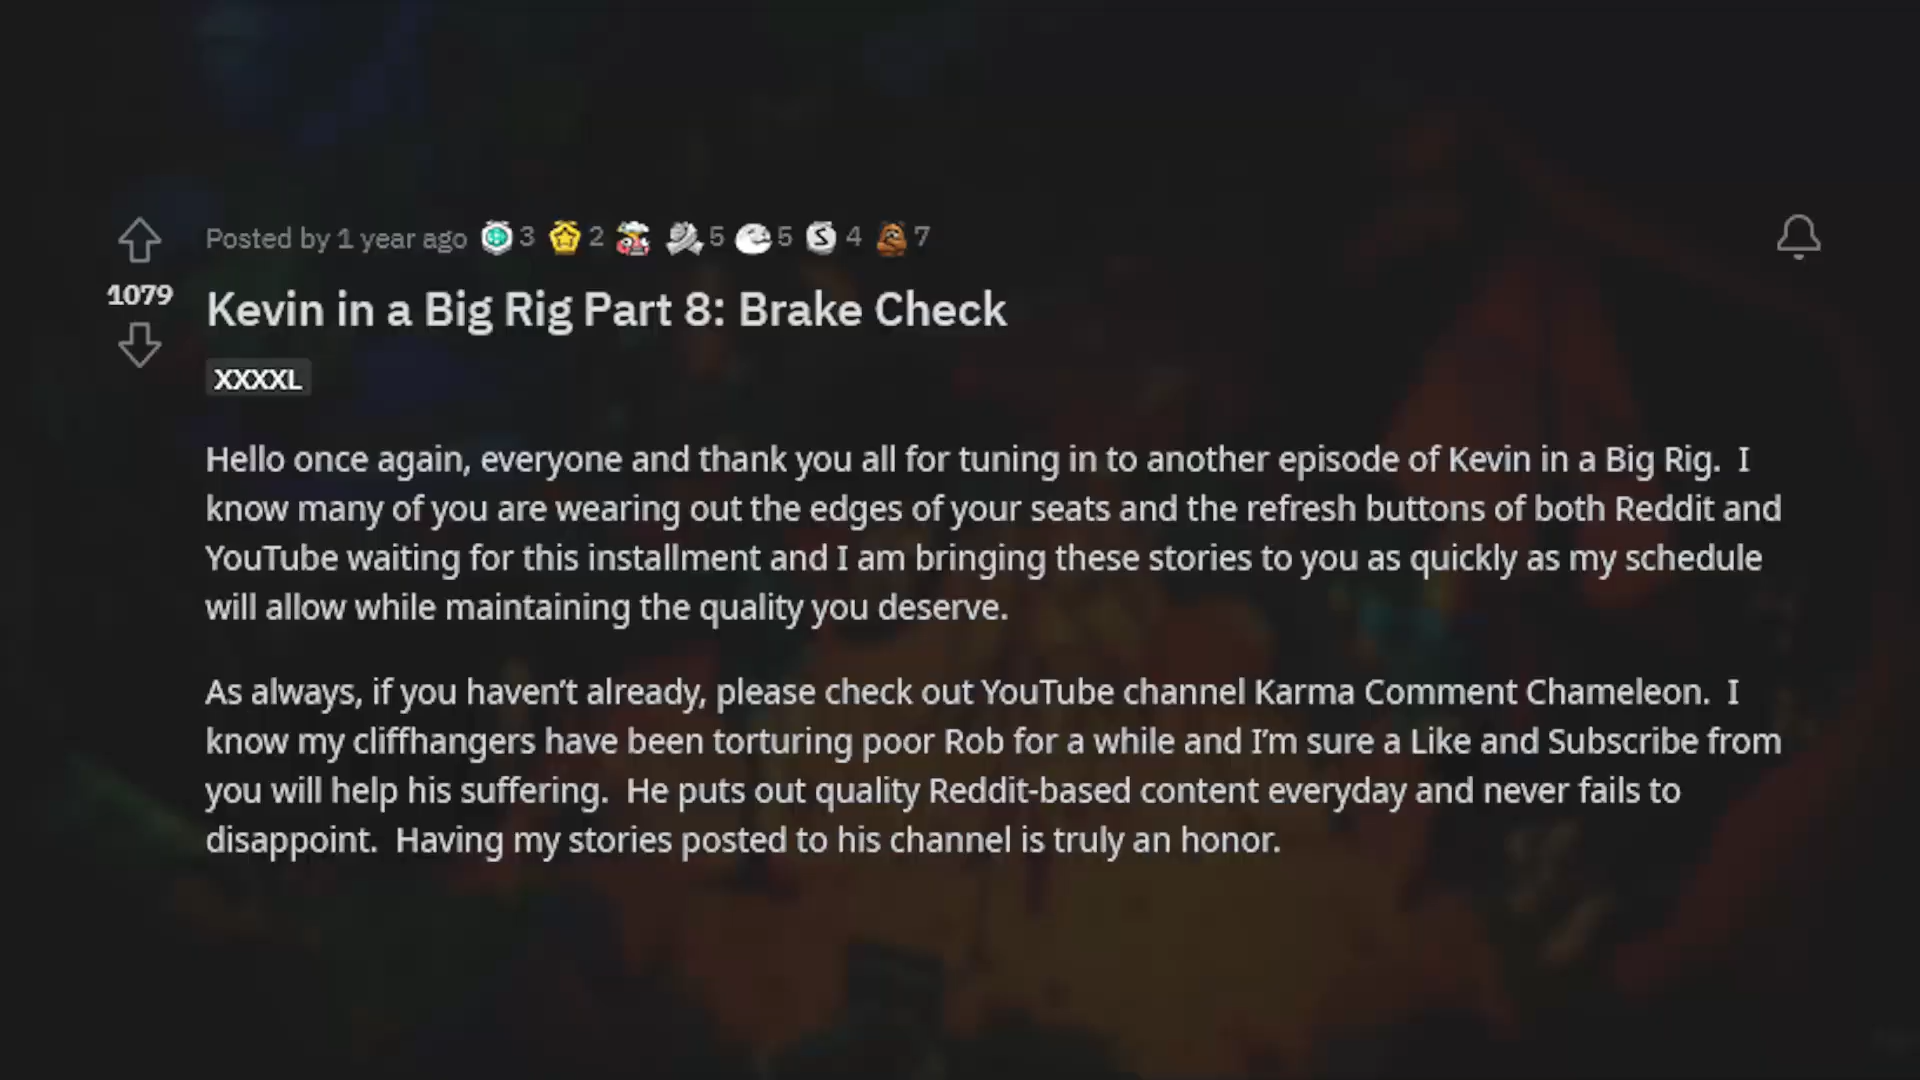 Posted by 1 year ago 3 2 5 5 4 7
1079
Kevin in a Big Rig Part 8: Brake Check
XXXXL
Hello once again, everyone and thank you all for tuning in to another episode of Kevin in a Big Rig.  I
know many of you are wearing out the edges of your seats and the refresh buttons of both Reddit and
YouTube waiting for this installment and I am bringing these stories to you as quickly as my schedule
will allow while maintaining the quality you deserve.
As always, if you haven't already, please check out YouTube channel Karma Comment Chameleon.  I
know my cliffhangers have been torturing poor Rob for a while and I'm sure a Like and Subscribe from
you will help his suffering.  He puts out quality Reddit-based content everyday and never fails to
disappoint.  Having my stories posted to his channel is truly an honor.